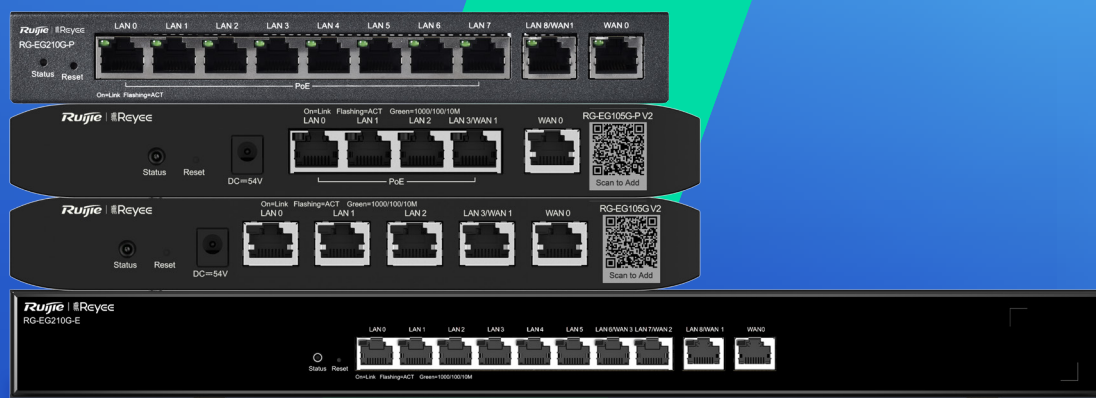 Ruijie | Reyee
RG-EG210G-P
LAN 0 LAN 1 LAN 2 LAN 3 LAN 4 LAN 5 LAN 6 LAN 7 LAN 8/WAN1 WAN 0
Status Reset
PoE
On=Link Flashing=ACT
On=Link Flashing=ACT Green=1000/100/10M
Ruijie | Reyee
LAN 0 LAN 1 LAN 2 LAN 3/WAN 1 WAN 0
RG-EG105G-P V2
Status Reset
DC=54V
PoE
Scan to Add
On=Link Flashing=ACT Green=1000/100/10M
Ruijie | Reyee
LAN 0 LAN 1 LAN 2 LAN 3/WAN 1 WAN 0
RG-EG105G V2
Status Reset
DC=54V
Scan to Add
Ruijie | Reyee
RG-EG210G-E
LAN 0 LAN 1 LAN 2 LAN 3 LAN 4 LAN 5 LAN 6/WAN 3 LAN 7/WAN 2 LAN 8/WAN 1 WAN0
Status Reset
On=Link Flashing=ACT Green=1000/100/10M